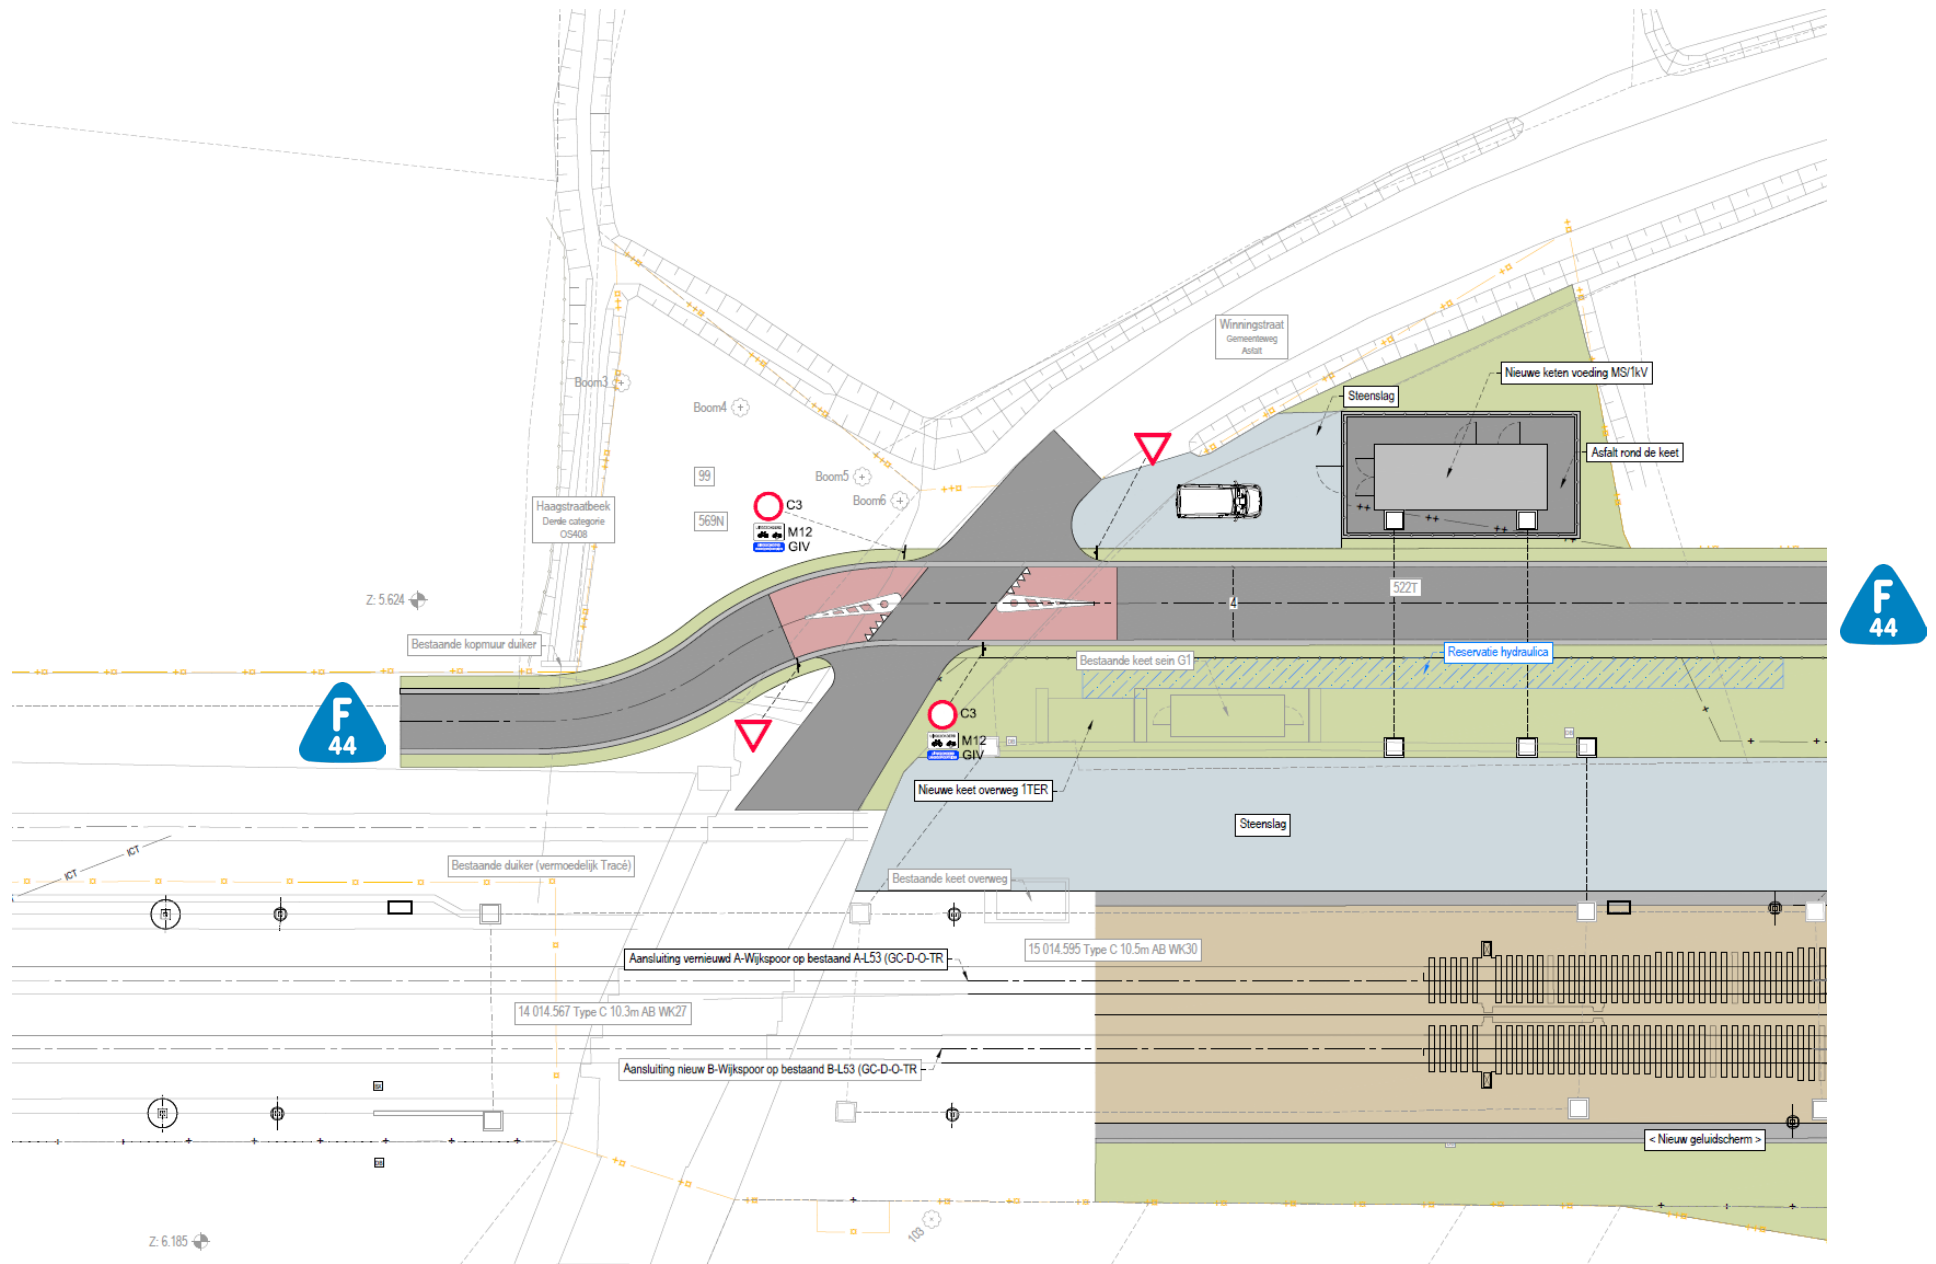 Winningstraat
Gemeenteweg
Asfalt
Nieuwe keten voeding MS/1kV
Boom3
Steenslag
Boom4
Asfalt rond de keet
99
Boom5
Boom6
Haagstraatbeek
Derde categorie
OS408
C3
569N
M12
GIV
Z: 5.624
522T
4
F
44
Bestaande kopmuur duiker
Reservatie hydraulica
Bestaande keet sein G1
F
44
C3
M12
GIV
Nieuwe keet overweg 1TER
Steenslag
ICT
ICT
Bestaande duiker (vermoedelijk Tracé)
Bestaande keet overweg
15 014.595 Type C 10.5m AB WK30
Aansluiting vernieuwd A-Wijkspoor op bestaand A-L53 (GC-D-O-TR
14 014.567 Type C 10.3m AB WK27
Aansluiting nieuw B-Wijkspoor op bestaand B-L53 (GC-D-O-TR
< Nieuw geluidscherm >
103
Z: 6.185